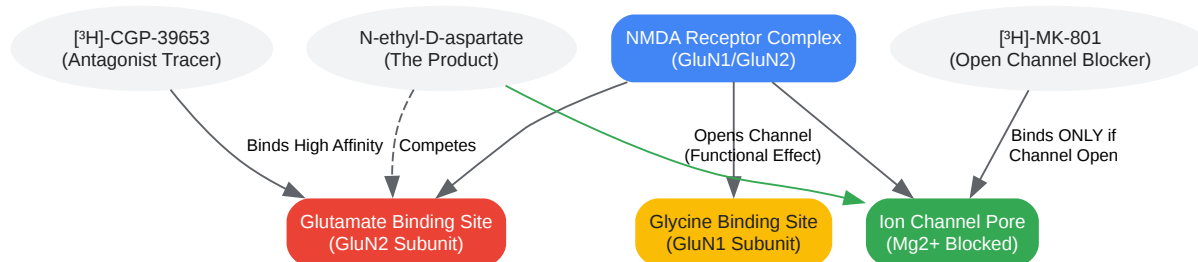 [³H]-CGP-39653
(Antagonist Tracer)
N-ethyl-D-aspartate
(The Product)
NMDA Receptor Complex
(GluN1/GluN2)
[³H]-MK-801
(Open Channel Blocker)
Binds High Affinity
Competes
Opens Channel
(Functional Effect)
Binds ONLY if
Channel Open
Glutamate Binding Site
(GluN2 Subunit)
Glycine Binding Site
(GluN1 Subunit)
Ion Channel Pore
(Mg2+ Blocked)